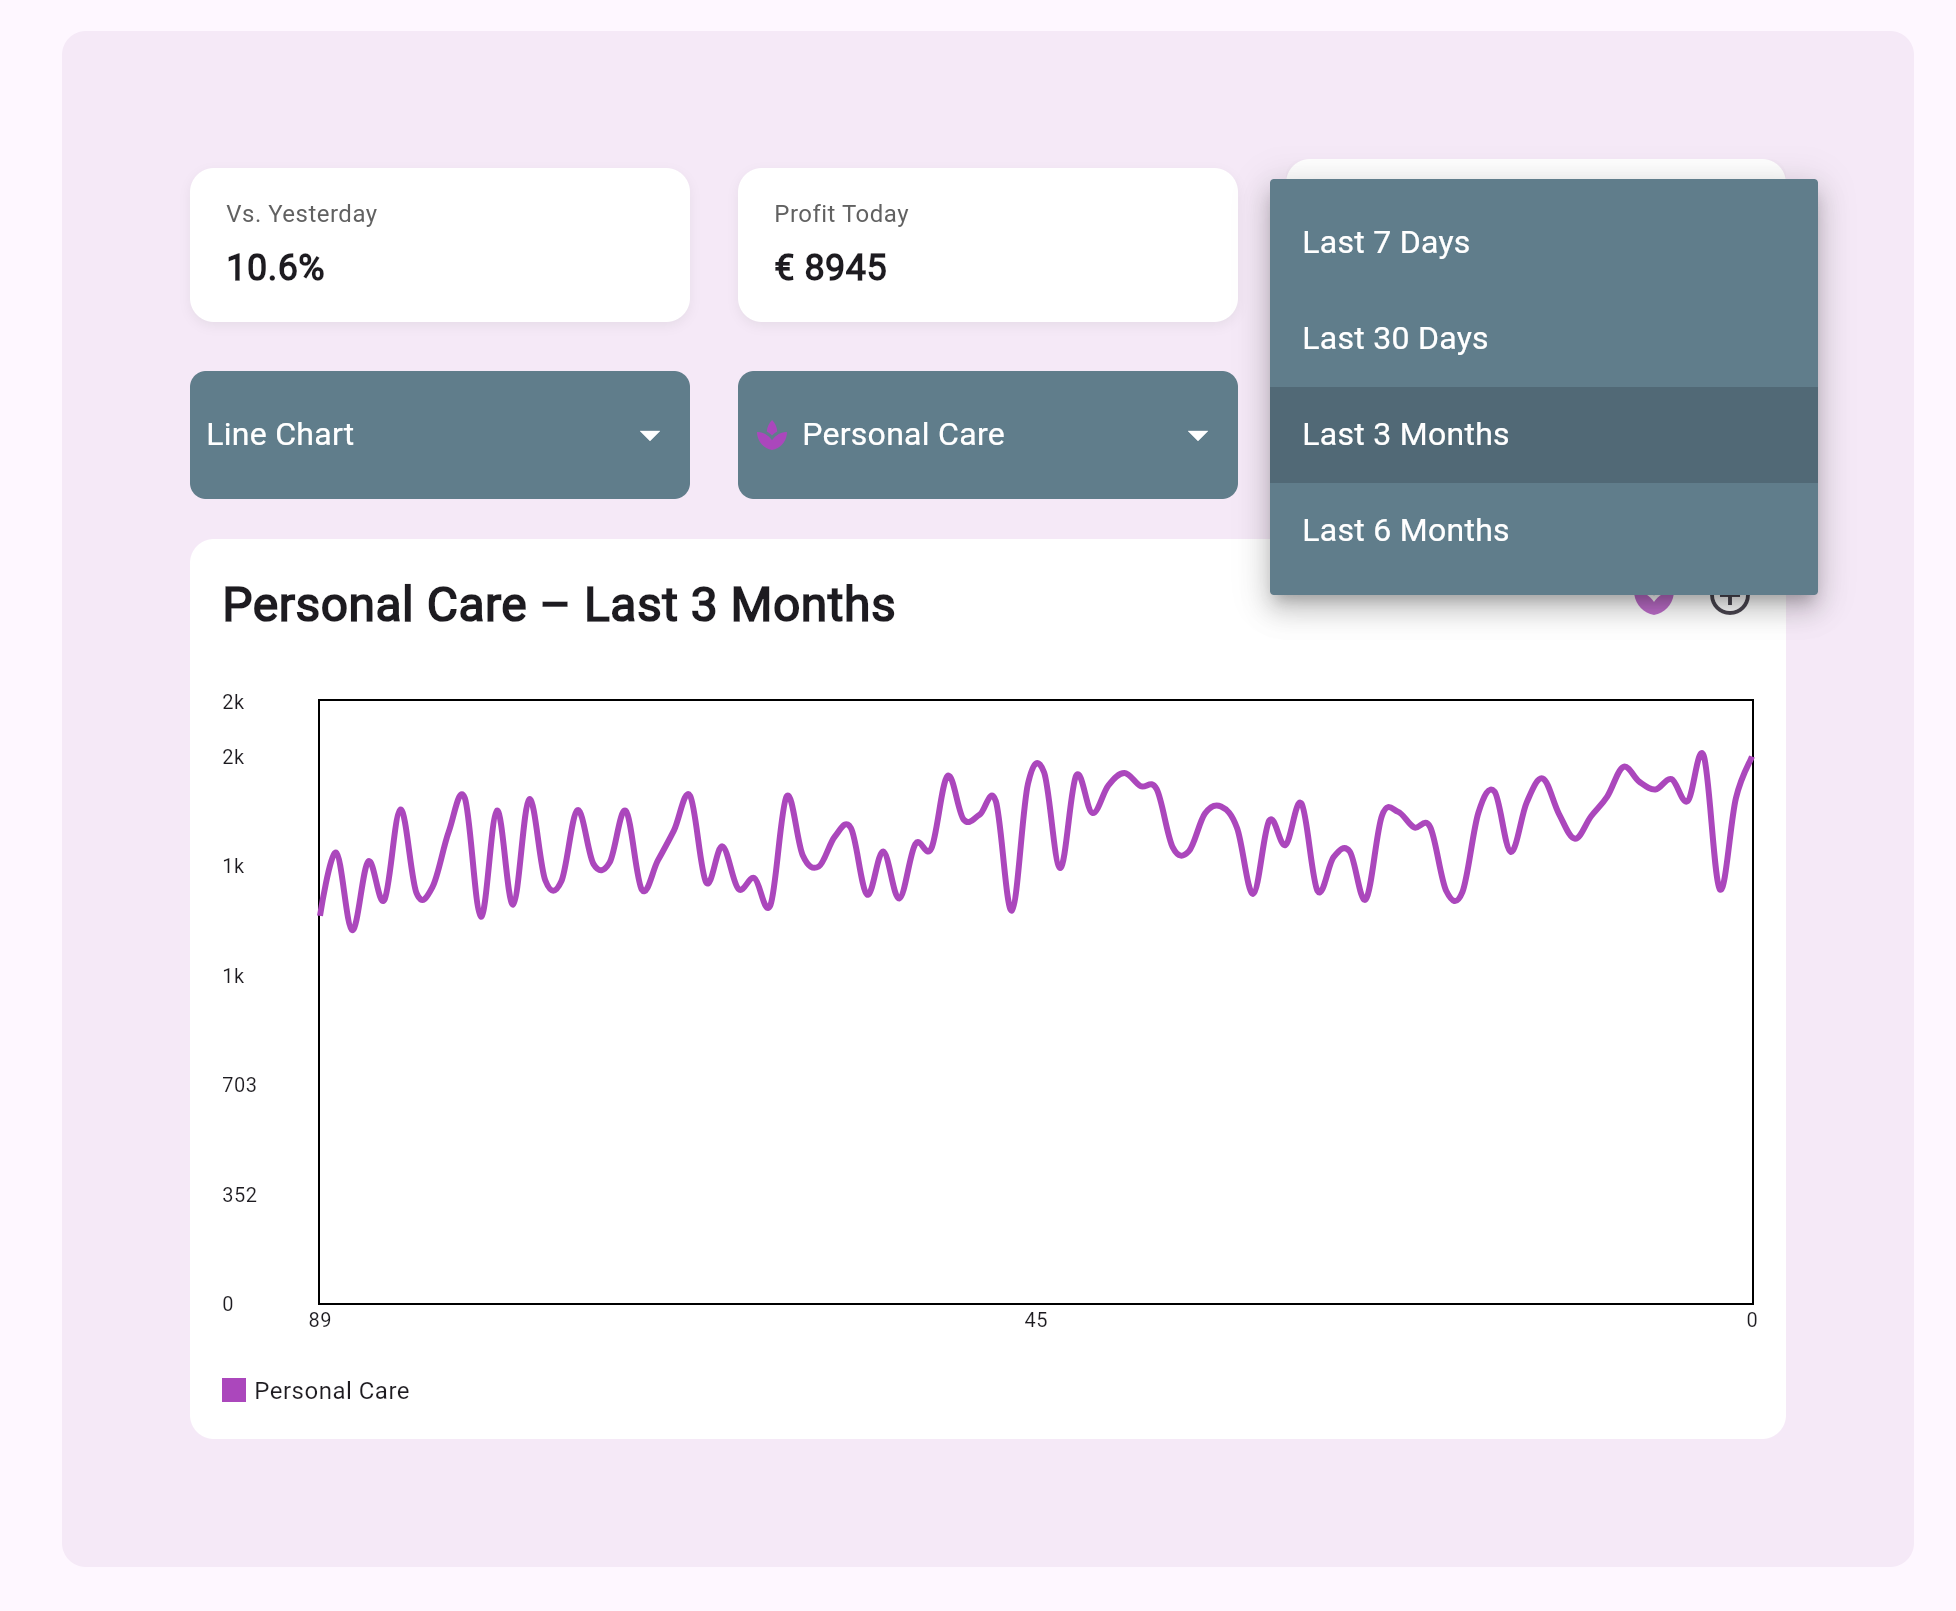 Vs. Yesterday
10.6%
Profit Today
€ 8945
Last 7 Days
Last 30 Days
Last 3 Months
Last 6 Months
Line Chart
Personal Care
Personal Care – Last 3 Months
2k
2k
1k
1k
703
352
0
89
45
0
Personal Care